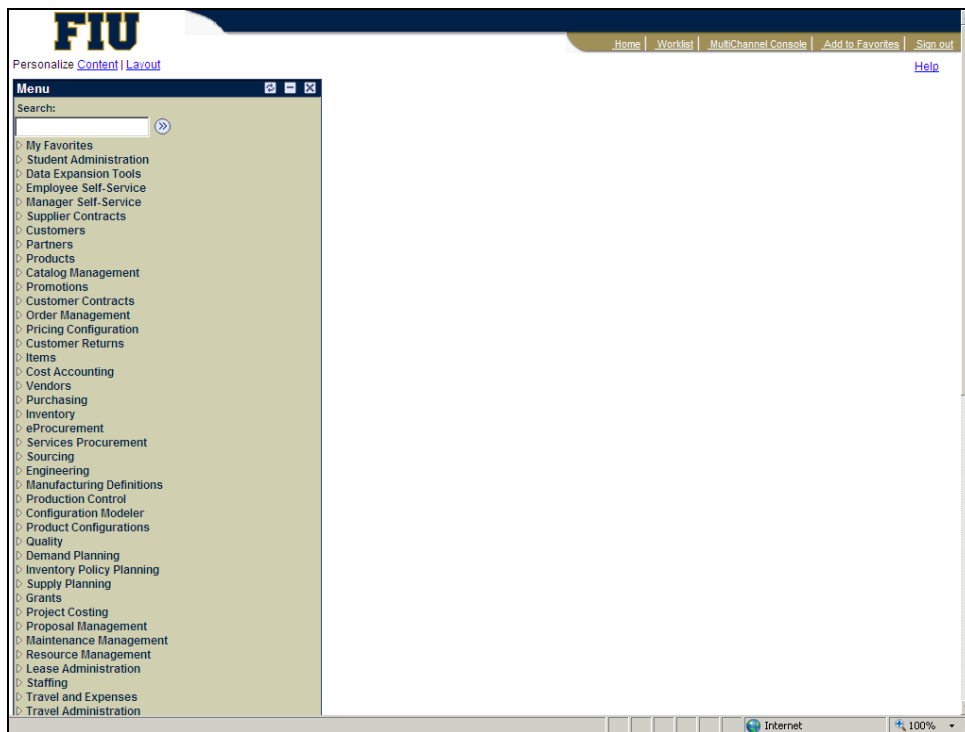 FIU
Home Worklist MultiChannel Console Add to Favorites Sign out
Personalize Content | Layout
Help
Menu
Search:
My Favorites
Student Administration
Data Expansion Tools
Employee Self-Service
Manager Self-Service
Supplier Contracts
Customers
Partners
Products
Catalog Management
Promotions
Customer Contracts
Order Management
Pricing Configuration
Customer Returns
Items
Cost Accounting
Vendors
Purchasing
Inventory
eProcurement
Services Procurement
Sourcing
Engineering
Manufacturing Definitions
Production Control
Configuration Modeler
Product Configurations
Quality
Demand Planning
Inventory Policy Planning
Supply Planning
Grants
Project Costing
Proposal Management
Maintenance Management
Resource Management
Lease Administration
Staffing
Travel and Expenses
Travel Administration
Internet 100%